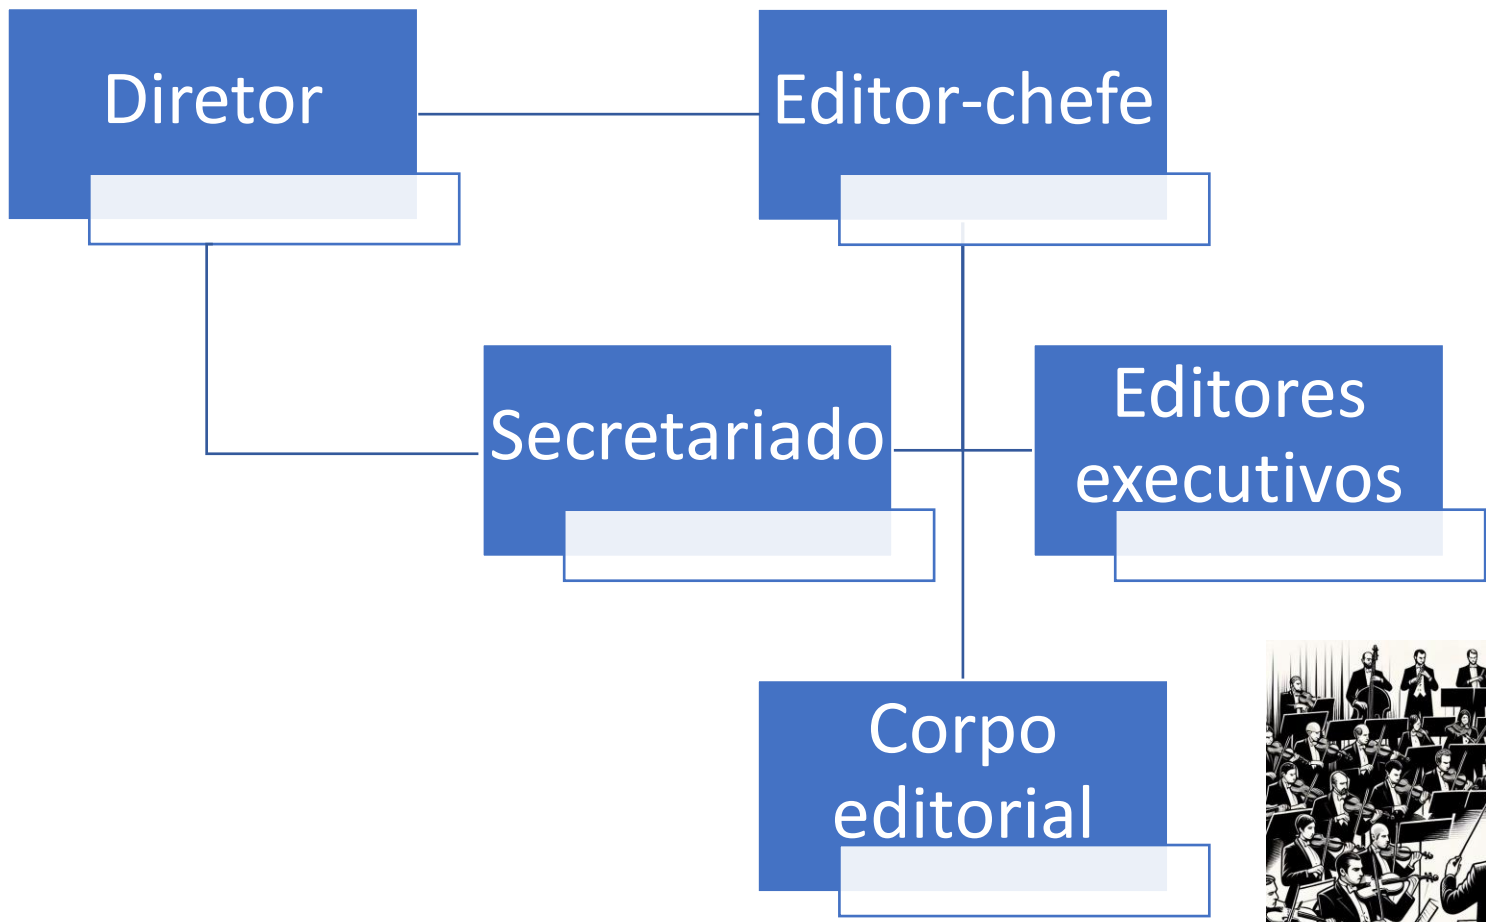 Diretor
Editor-chefe
Secretariado
Editores
executivos
Corpo
editorial